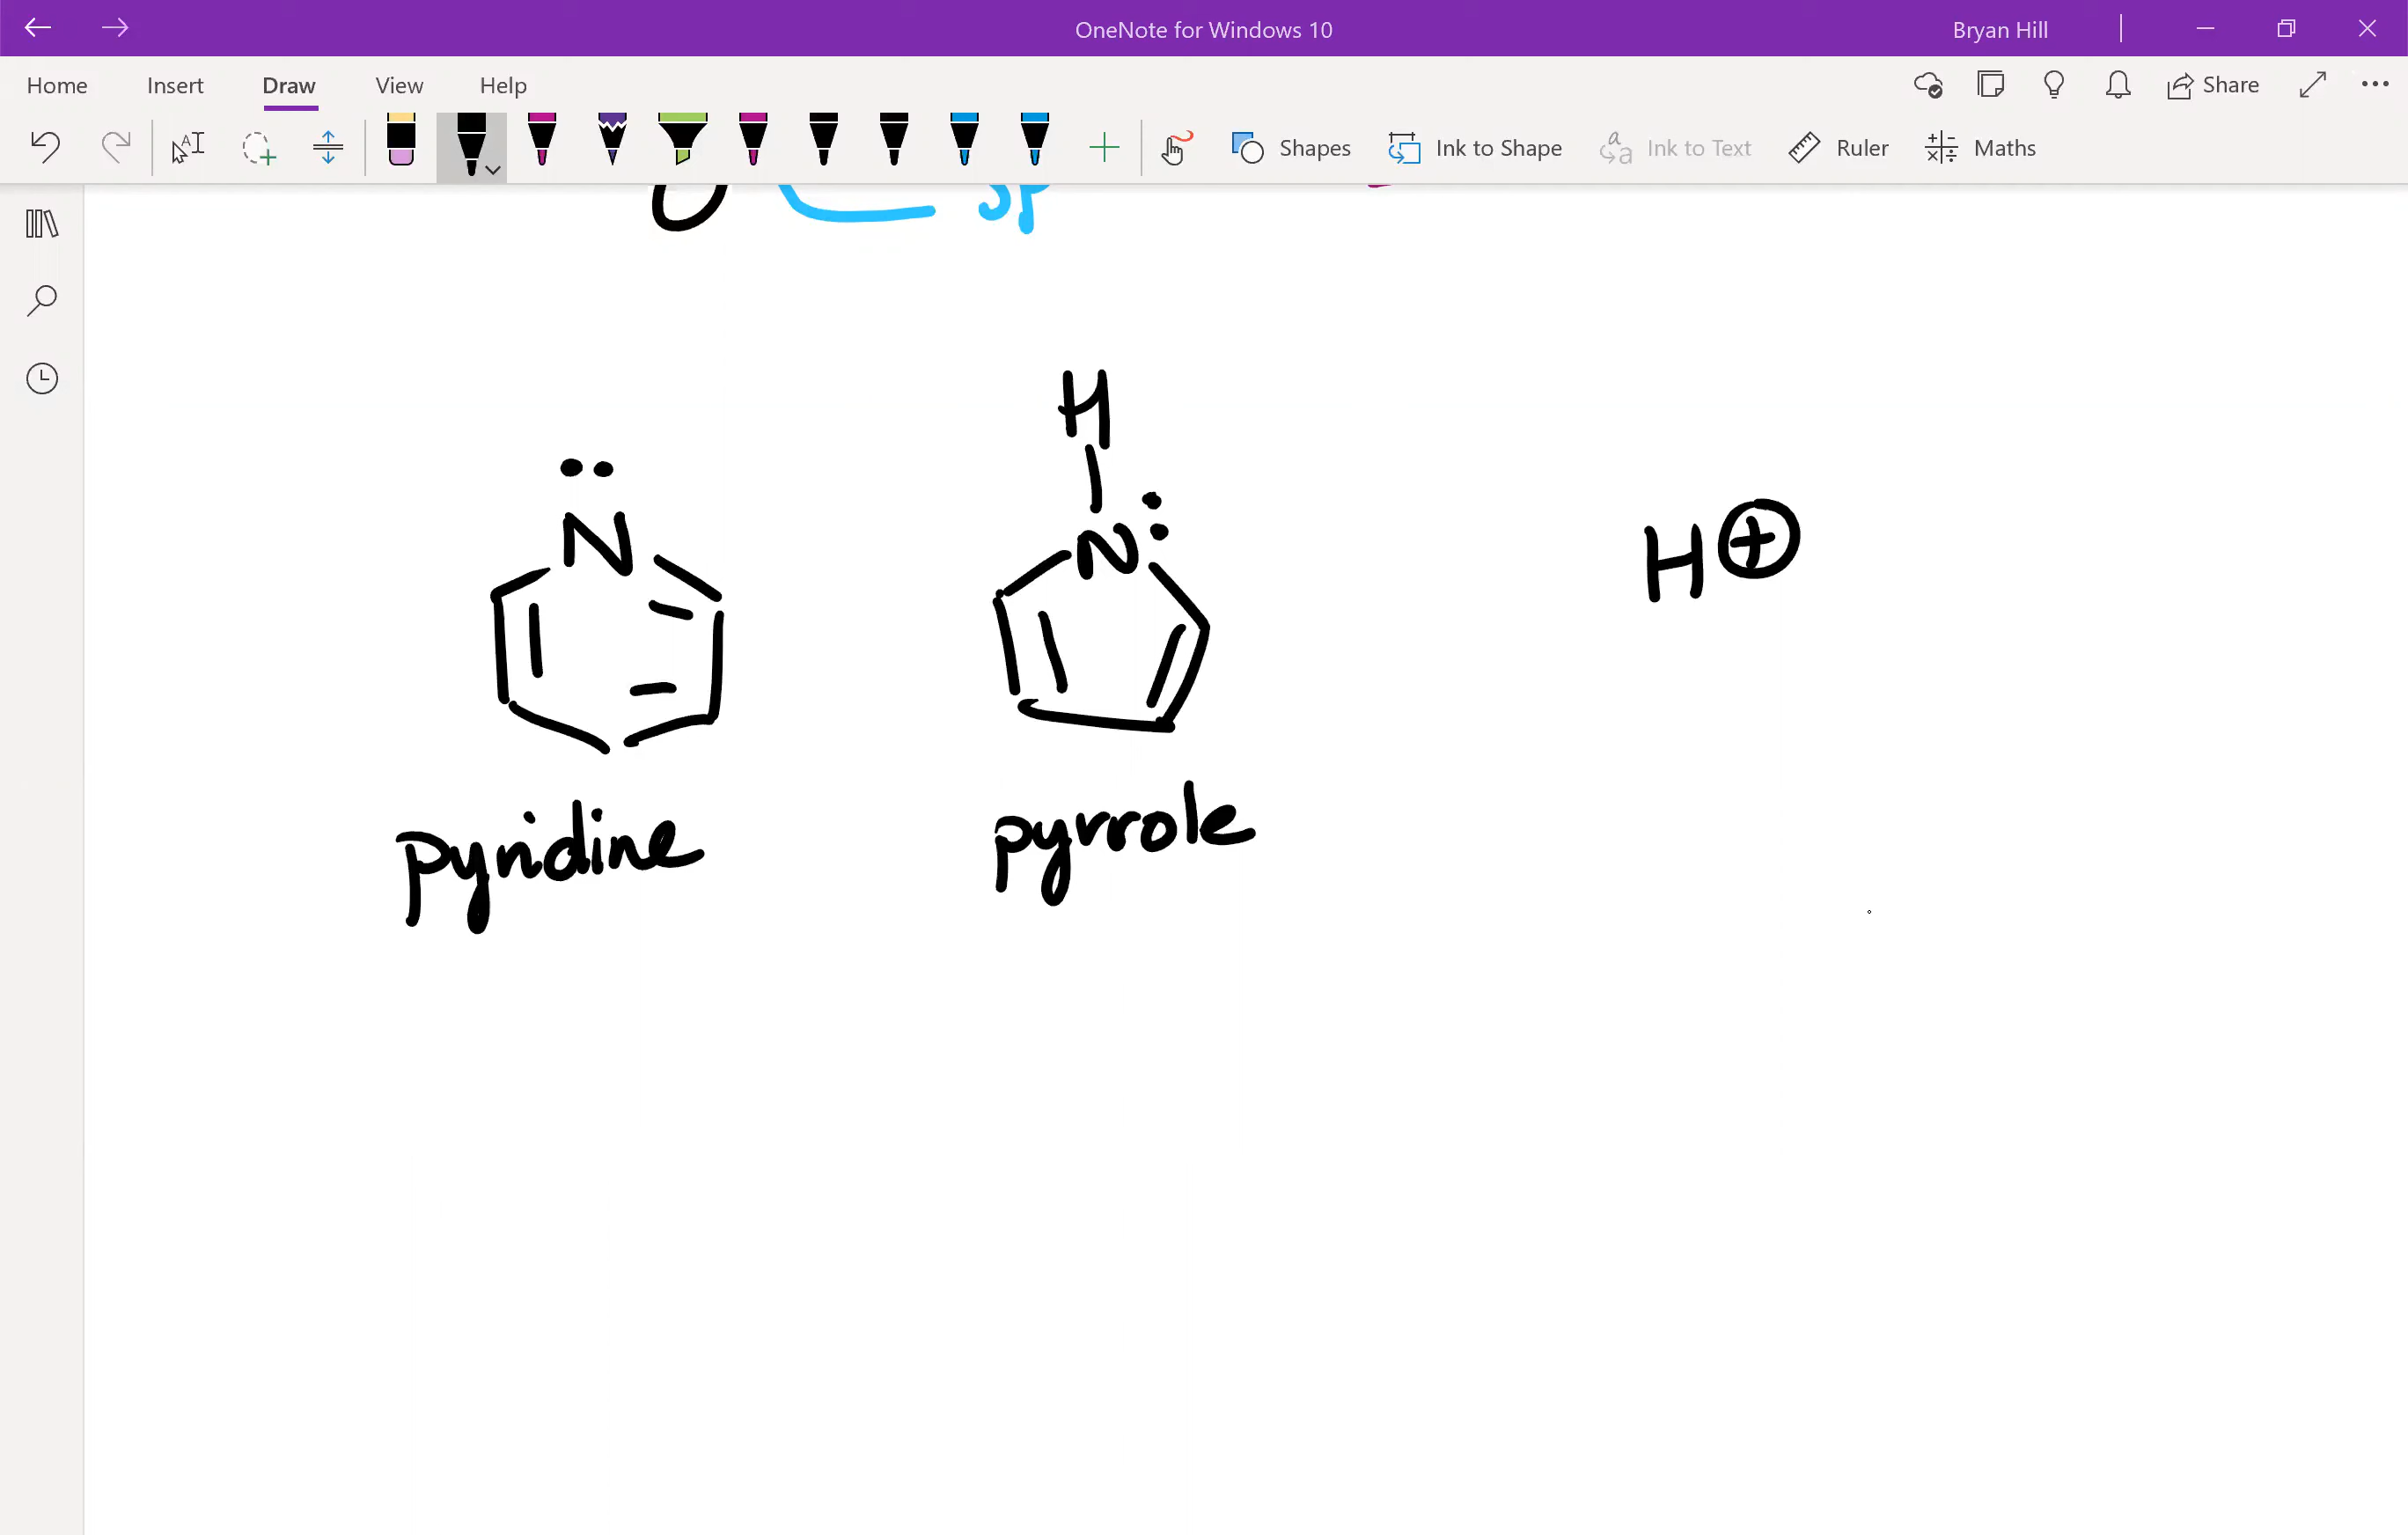 OneNote for Windows 10
Bryan Hill
Home Insert Draw View Help
Share
Shapes Ink to Shape Ink to Text Ruler Maths
sp
H
N
N
H +
pyridine
pyrrole